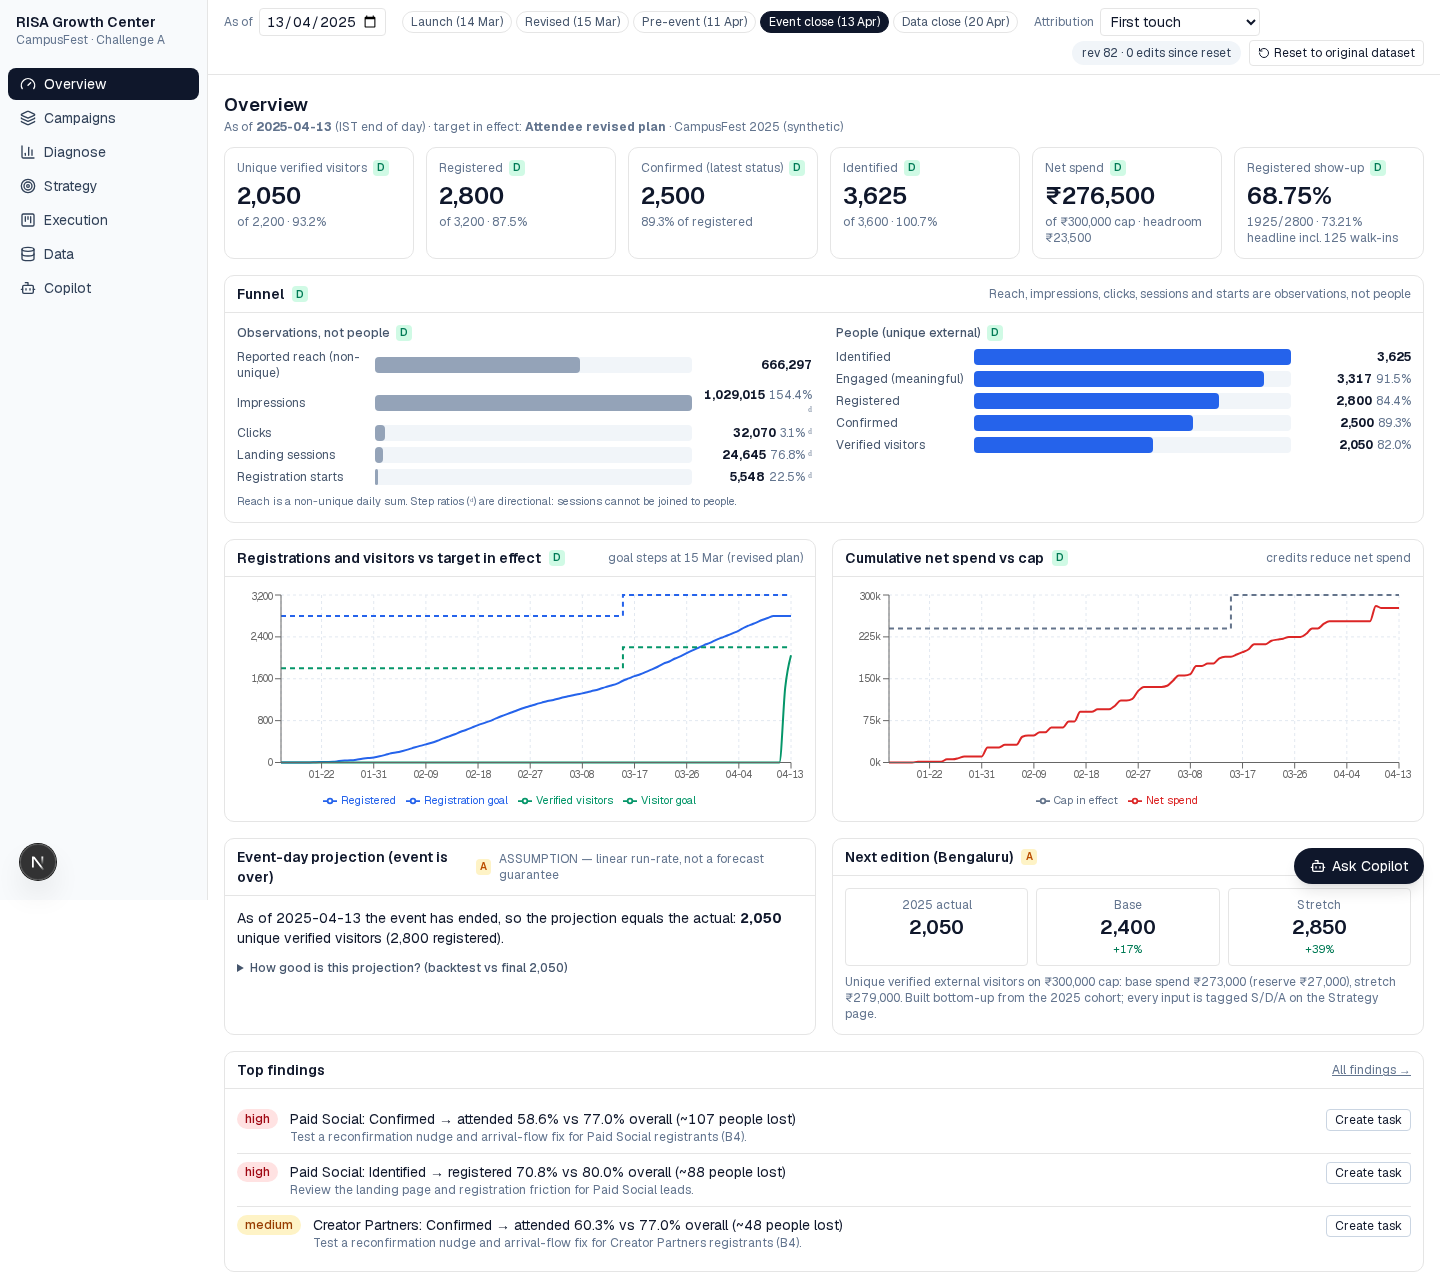 RISA Growth Center
CampusFest · Challenge A
Overview
Campaigns
Diagnose
Strategy
Execution
Data
Copilot
N
As of 13/04/2025 Launch (14 Mar) Revised (15 Mar) Pre-event (11 Apr) Event close (13 Apr) Data close (20 Apr) Attribution First touch
rev 82 · 0 edits since reset Reset to original dataset
Overview
As of 2025-04-13 (IST end of day) · target in effect: Attendee revised plan · CampusFest 2025 (synthetic)
Unique verified visitors D
2,050
of 2,200 · 93.2%
Registered D
2,800
of 3,200 · 87.5%
Confirmed (latest status) D
2,500
89.3% of registered
Identified D
3,625
of 3,600 · 100.7%
Net spend D
₹276,500
of ₹300,000 cap · headroom
₹23,500
Registered show-up D
68.75%
1925/2800 · 73.21%
headline incl. 125 walk-ins
Funnel D
Reach, impressions, clicks, sessions and starts are observations, not people
Observations, not people D
Reported reach (non-
unique)
666,297
Impressions 1,029,015 154.4%
d
Clicks 32,070 3.1% d
Landing sessions 24,645 76.8% d
Registration starts 5,548 22.5% d
Reach is a non-unique daily sum. Step ratios (d) are directional: sessions cannot be joined to people.
People (unique external) D
Identified 3,625
Engaged (meaningful) 3,317 91.5%
Registered 2,800 84.4%
Confirmed 2,500 89.3%
Verified visitors 2,050 82.0%
Registrations and visitors vs target in effect D goal steps at 15 Mar (revised plan)
3,200
2,400
1,600
800
0
01-22 01-31 02-09 02-18 02-27 03-08 03-17 03-26 04-04 04-13
Registered Registration goal Verified visitors Visitor goal
Cumulative net spend vs cap D credits reduce net spend
300k
225k
150k
75k
0k
01-22 01-31 02-09 02-18 02-27 03-08 03-17 03-26 04-04 04-13
Cap in effect Net spend
Event-day projection (event is
over)
A
ASSUMPTION — linear run-rate, not a forecast
guarantee
As of 2025-04-13 the event has ended, so the projection equals the actual: 2,050
unique verified visitors (2,800 registered).
How good is this projection? (backtest vs final 2,050)
Next edition (Bengaluru) A
Ask Copilot
2025 actual
2,050
Base
2,400
+17%
Stretch
2,850
+39%
Unique verified external visitors on ₹300,000 cap: base spend ₹273,000 (reserve ₹27,000), stretch
₹279,000. Built bottom-up from the 2025 cohort; every input is tagged S/D/A on the Strategy
page.
Top findings All findings →
high Paid Social: Confirmed → attended 58.6% vs 77.0% overall (~107 people lost) Create task
Test a reconfirmation nudge and arrival-flow fix for Paid Social registrants (B4).
high Paid Social: Identified → registered 70.8% vs 80.0% overall (~88 people lost) Create task
Review the landing page and registration friction for Paid Social leads.
medium Creator Partners: Confirmed → attended 60.3% vs 77.0% overall (~48 people lost) Create task
Test a reconfirmation nudge and arrival-flow fix for Creator Partners registrants (B4).